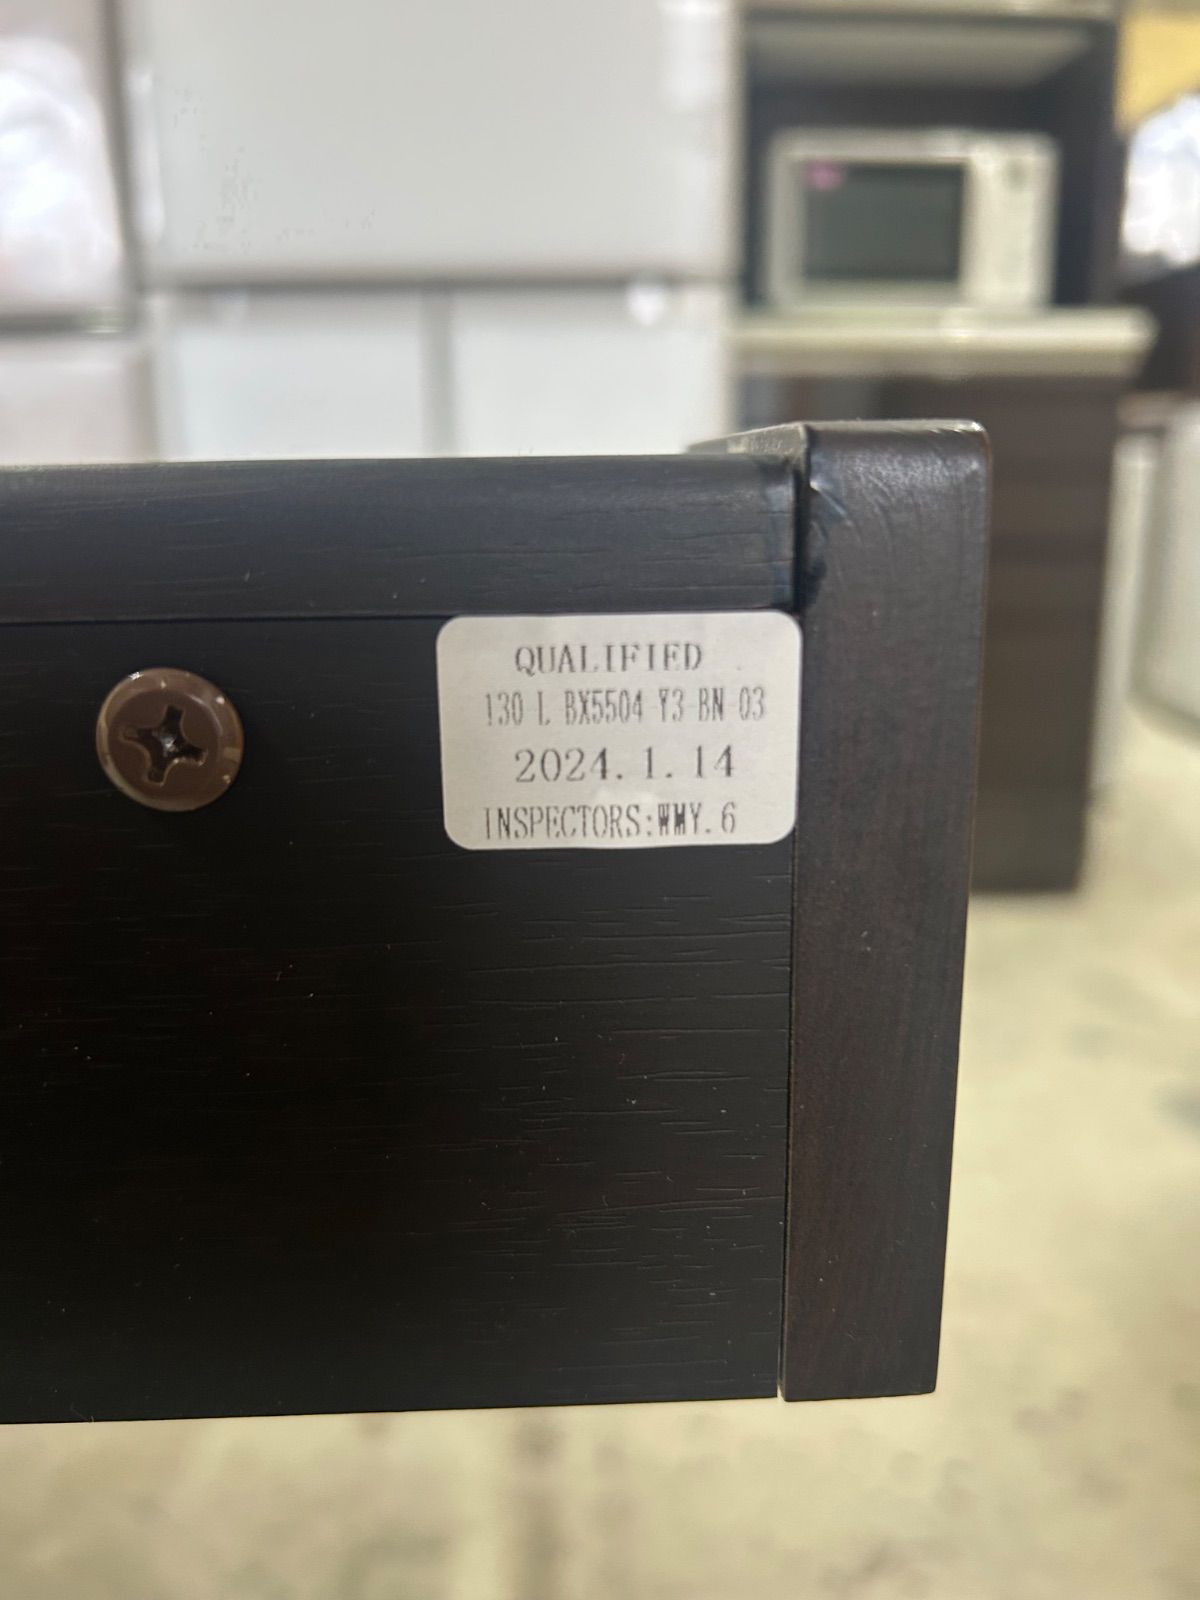 QUALIFIED
130 L BX5504-Y3-BN-03
2024.1.14
INSPECTORS:WMY.6